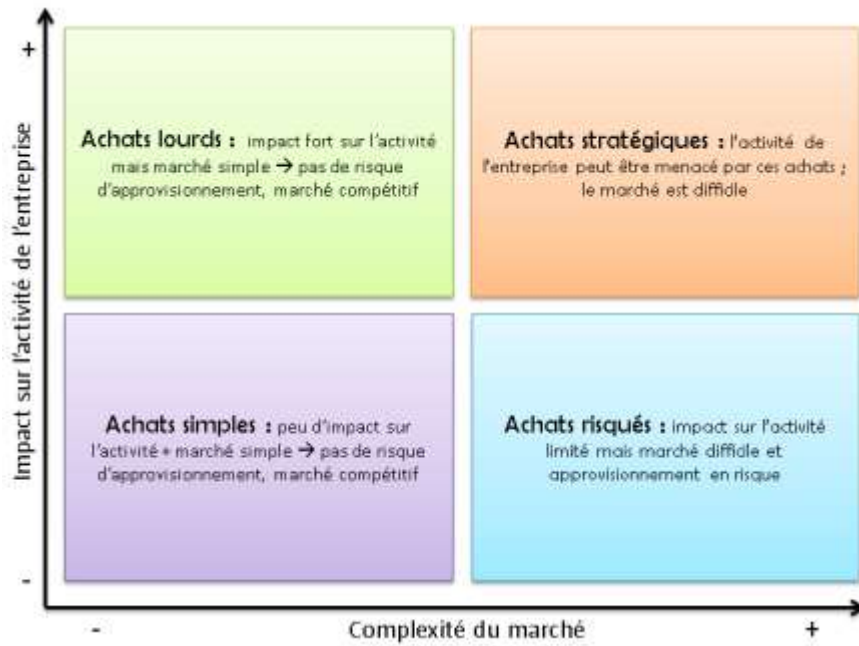 +
Impact sur l'activité de l'entreprise
-
Achats lourds : impact fort sur l'activité
mais marché simple → pas de risque
d'approvisionnement, marché compétitif
Achats stratégiques : l'activité de
l'entreprise peut être menacé par ces achats ;
le marché est difficile
Achats simples : peu d'impact sur
l'activité + marché simple → pas de risque
d'approvisionnement, marché compétitif
Achats risqués : impact sur l'activité
limité mais marché difficile et
approvisionnement en risque
-
Complexité du marché
+